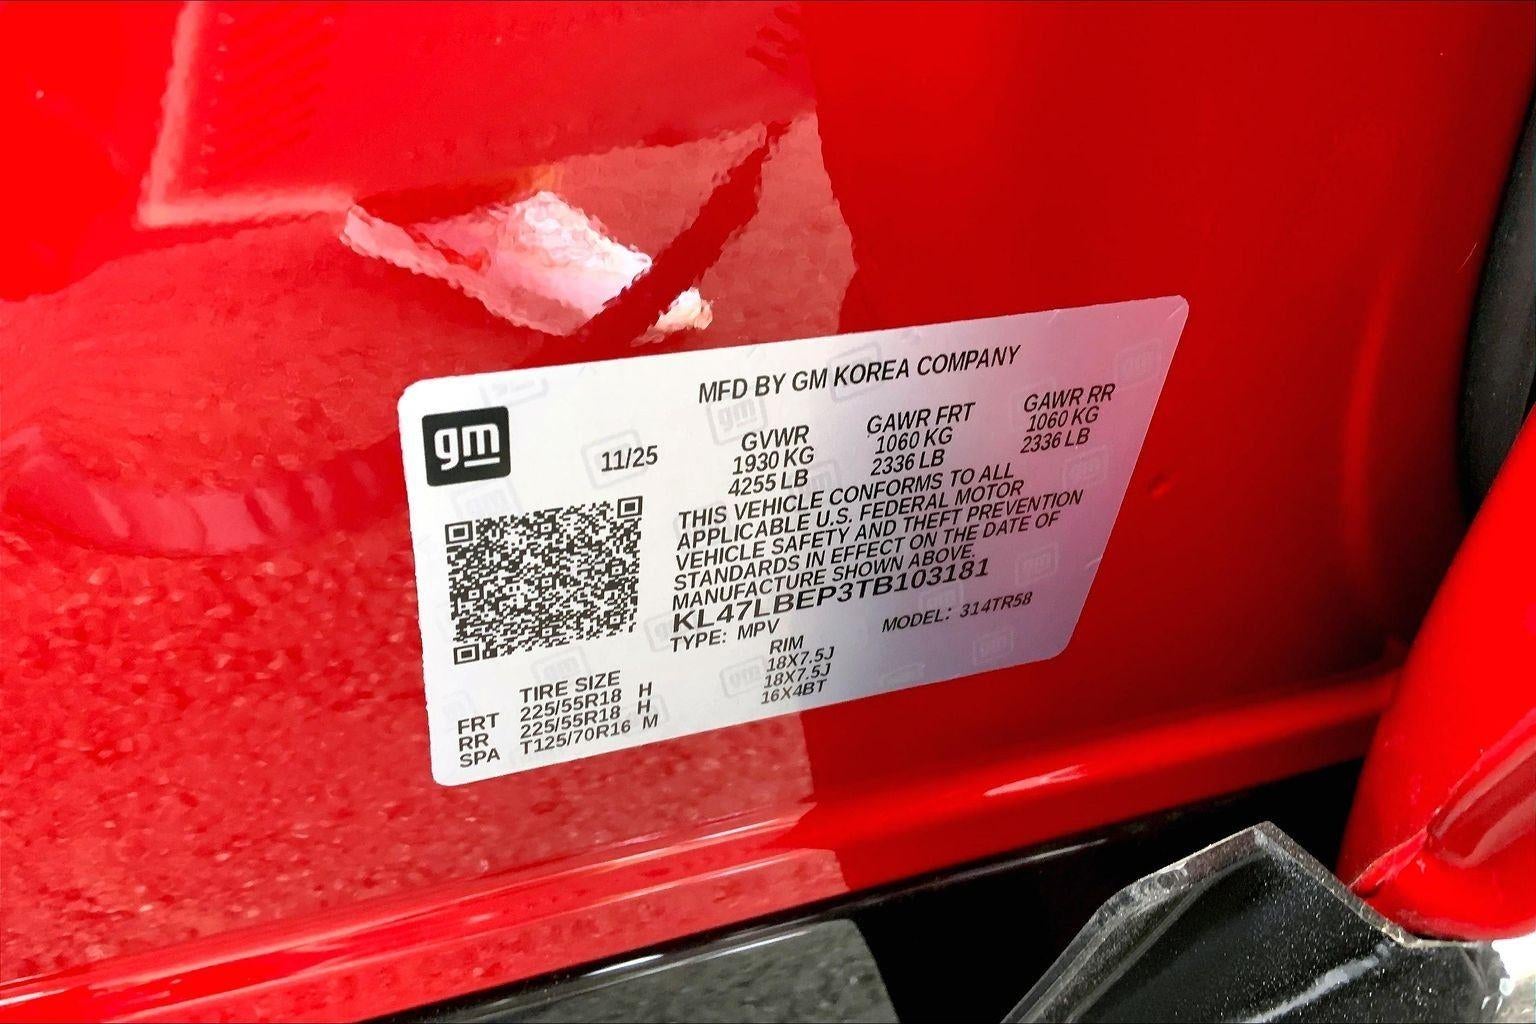 MFD BY GM KOREA COMPANY
gm
11/25
GVWR GAWR FRT GAWR RR
1930 KG 1060 KG 1060 KG
4255 LB 2336 LB 2336 LB
THIS VEHICLE CONFORMS TO ALL
APPLICABLE U.S. FEDERAL MOTOR
VEHICLE SAFETY AND THEFT PREVENTION
STANDARDS IN EFFECT ON THE DATE OF
MANUFACTURE SHOWN ABOVE.
KL47LBEP3TB103181
TYPE: MPV MODEL: 314TR58
TIRE SIZE RIM
FRT 225/55R18 H 18X7.5J
RR 225/55R18 H 18X7.5J
SPA T125/70R16 M 16X4BT